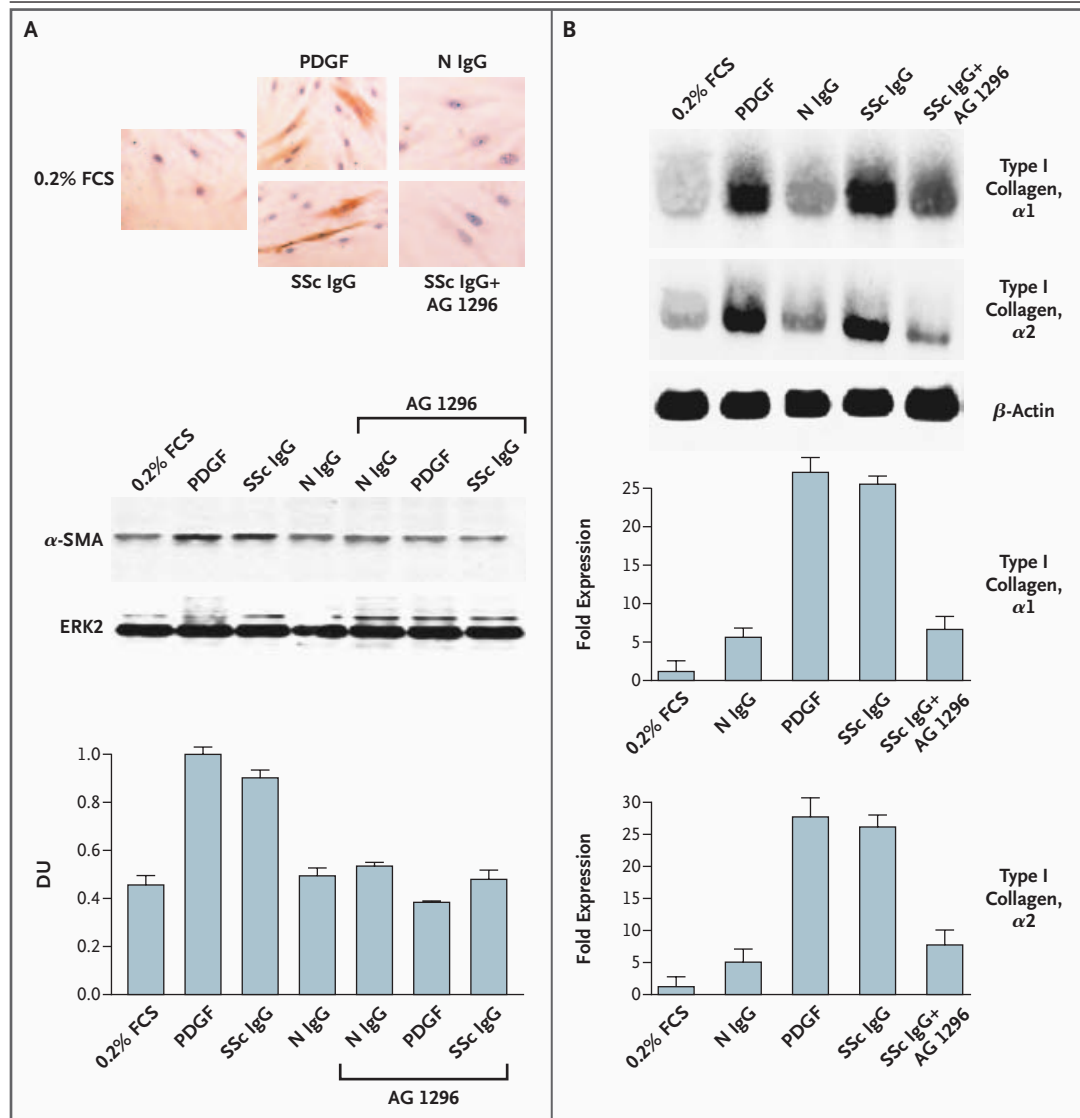 A
PDGF
N IgG
0.2% FCS
SSc IgG
SSc IgG+
AG 1296
AG 1296
0.2% FCS
PDGF
SSc IgG
N IgG
N IgG
PDGF
SSc IgG
α-SMA
ERK2
1.0
0.8
0.6
0.4
0.2
0.0
DU
0.2% FCS
PDGF
SSc IgG
N IgG
N IgG
PDGF
SSc IgG
AG 1296
B
0.2% FCS
PDGF
N IgG
SSc IgG
SSc IgG+
AG 1296
Type I
Collagen,
α1
Type I
Collagen,
α2
β-Actin
25
20
15
10
5
0
Fold Expression
Type I
Collagen,
α1
0.2% FCS
N IgG
PDGF
SSc IgG
SSc IgG+
AG 1296
30
25
20
15
10
5
0
Fold Expression
Type I
Collagen,
α2
0.2% FCS
N IgG
PDGF
SSc IgG
SSc IgG+
AG 1296